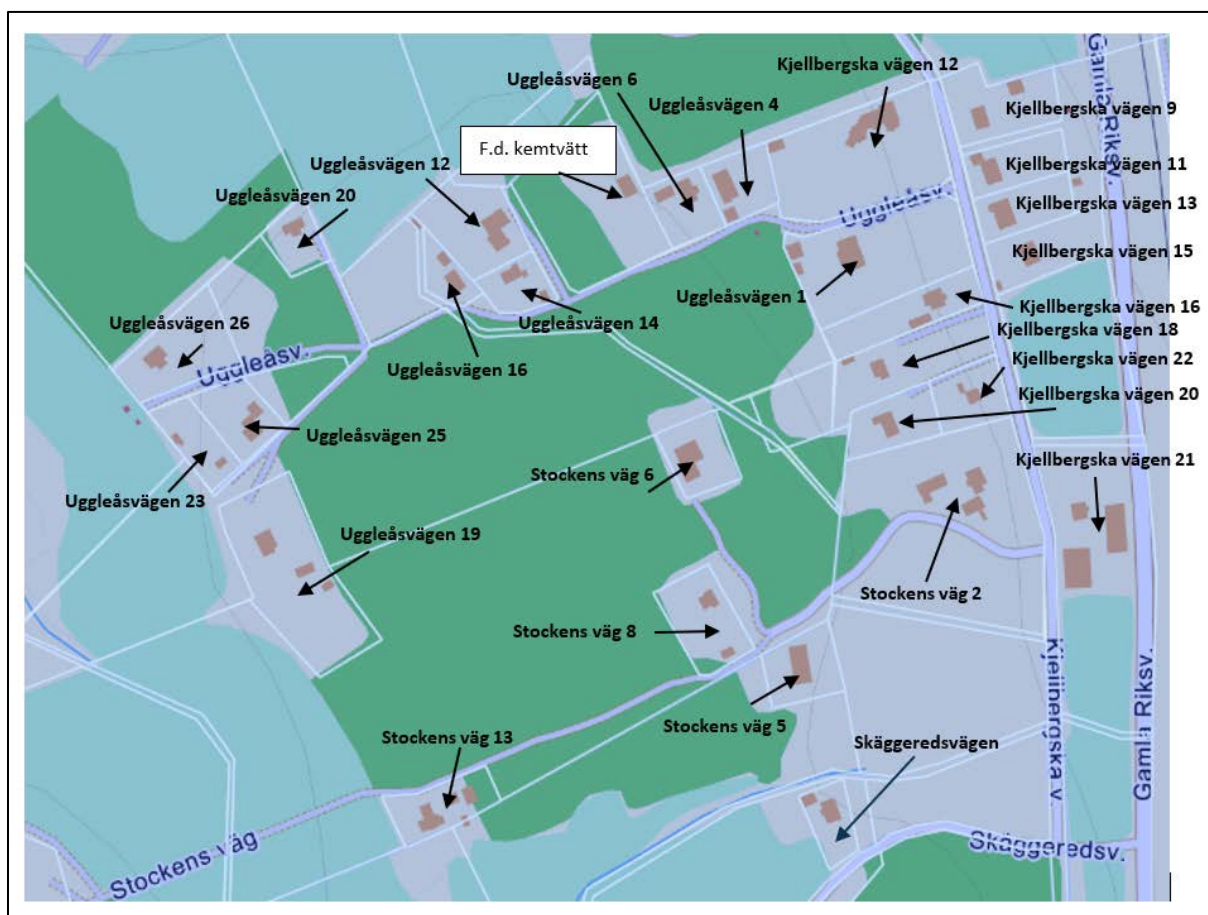 Kjellbergska vägen 12
Uggleåsvägen 6
Uggleåsvägen 4
Gamla Riksv.
Kjellbergska vägen 9
F.d. kemtvätt
Uggleåsvägen 12
Kjellbergska vägen 11
Uggleåsvägen 20
Uggleåsv.
Kjellbergska vägen 13
Kjellbergska vägen 15
Uggleåsvägen 1
Kjellbergska vägen 16
Uggleåsvägen 14
Uggleåsvägen 26
Kjellbergska vägen 18
Uggleåsv.
Kjellbergska vägen 22
Uggleåsvägen 16
Kjellbergska vägen 20
Uggleåsvägen 25
Kjellbergska vägen 21
Stockens väg 6
Uggleåsvägen 23
Uggleåsvägen 19
Stockens väg 2
Stockens väg 8
Kjellbergska v.
Gamla Riksv.
Stockens väg 5
Stockens väg 13
Skäggeredsvägen
Skäggeredsv.
Stockens väg